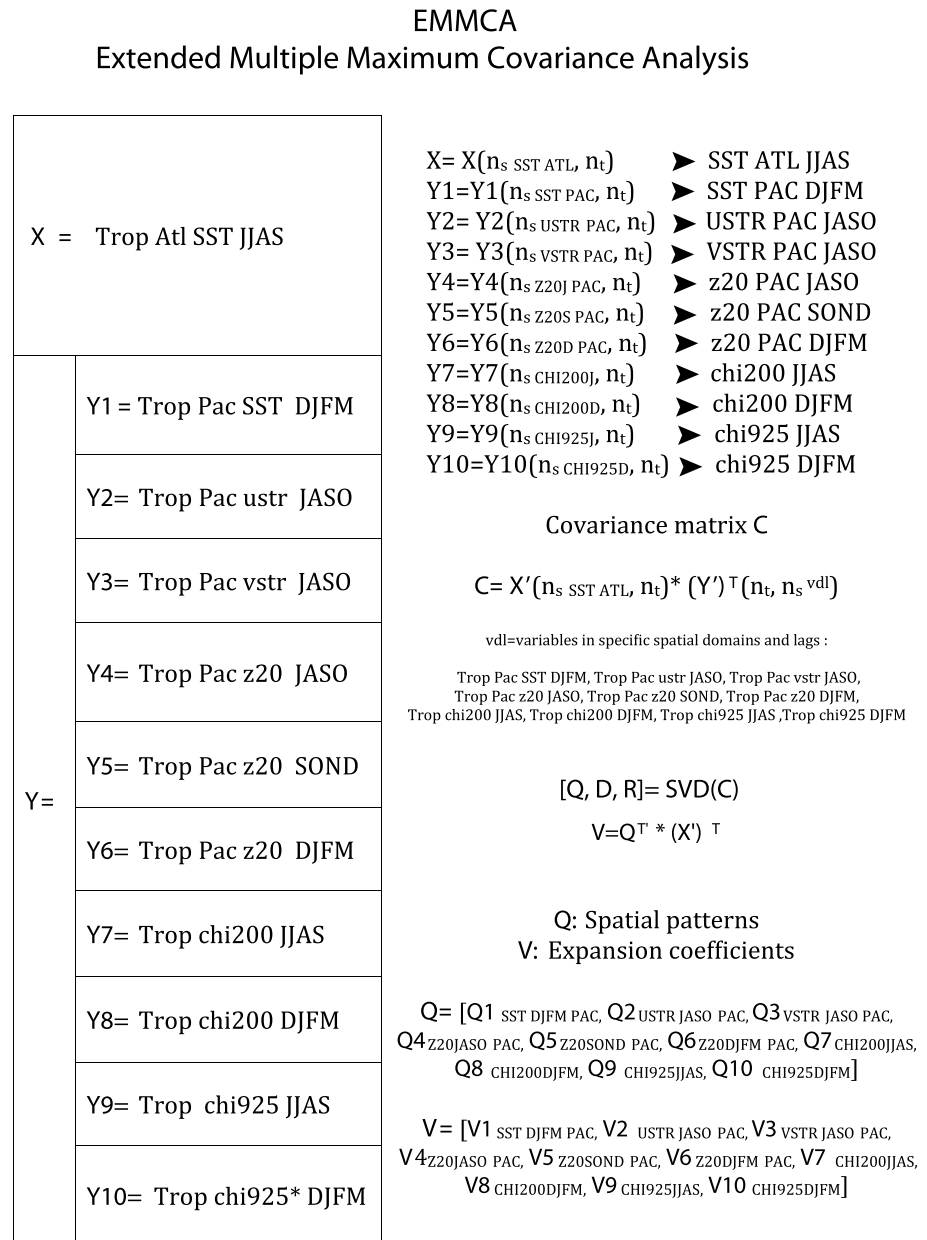 EMMCA
Extended Multiple Maximum Covariance Analysis
X = Trop Atl SST JJAS
Y=
Y1 = Trop Pac SST DJFM
Y2= Trop Pac ustr JASO
Y3= Trop Pac vstr JASO
Y4= Trop Pac z20 JASO
Y5= Trop Pac z20 SOND
Y6= Trop Pac z20 DJFM
Y7= Trop chi200 JJAS
Y8= Trop chi200 DJFM
Y9= Trop chi925 JJAS
Y10= Trop chi925* DJFM
X= X(ns SST ATL, nt) ➤ SST ATL JJAS
Y1=Y1(ns SST PAC, nt) ➤ SST PAC DJFM
Y2= Y2(ns USTR PAC, nt) ➤ USTR PAC JASO
Y3= Y3(ns VSTR PAC, nt) ➤ VSTR PAC JASO
Y4=Y4(ns Z20J PAC, nt) ➤ z20 PAC JASO
Y5=Y5(ns Z20S PAC, nt) ➤ z20 PAC SOND
Y6=Y6(ns Z20D PAC, nt) ➤ z20 PAC DJFM
Y7=Y7(ns CHI200J, nt) ➤ chi200 JJAS
Y8=Y8(ns CHI200D, nt) ➤ chi200 DJFM
Y9=Y9(ns CHI925J, nt) ➤ chi925 JJAS
Y10=Y10(ns CHI925D, nt) ➤ chi925 DJFM
Covariance matrix C
C= X'(ns SST ATL, nt)* (Y') T (nt, ns vdl)
vdl=variables in specific spatial domains and lags :
Trop Pac SST DJFM, Trop Pac ustr JASO, Trop Pac vstr JASO,
Trop Pac z20 JASO, Trop Pac z20 SOND, Trop Pac z20 DJFM,
Trop chi200 JJAS, Trop chi200 DJFM, Trop chi925 JJAS ,Trop chi925 DJFM
[Q, D, R]= SVD(C)
V=QT' * (X') T
Q: Spatial patterns
V: Expansion coefficients
Q= [Q1 SST DJFM PAC, Q2 USTR JASO PAC, Q3 VSTR JASO PAC,
Q4 Z20JASO PAC, Q5 Z20SOND PAC, Q6 Z20DJFM PAC, Q7 CHI200JJAS,
Q8 CHI200DJFM, Q9 CHI925JJAS, Q10 CHI925DJFM]
V= [V1 SST DJFM PAC, V2 USTR JASO PAC, V3 VSTR JASO PAC,
V4 Z20JASO PAC, V5 Z20SOND PAC, V6 Z20DJFM PAC, V7 CHI200JJAS,
V8 CHI200DJFM, V9 CHI925JJAS, V10 CHI925DJFM]